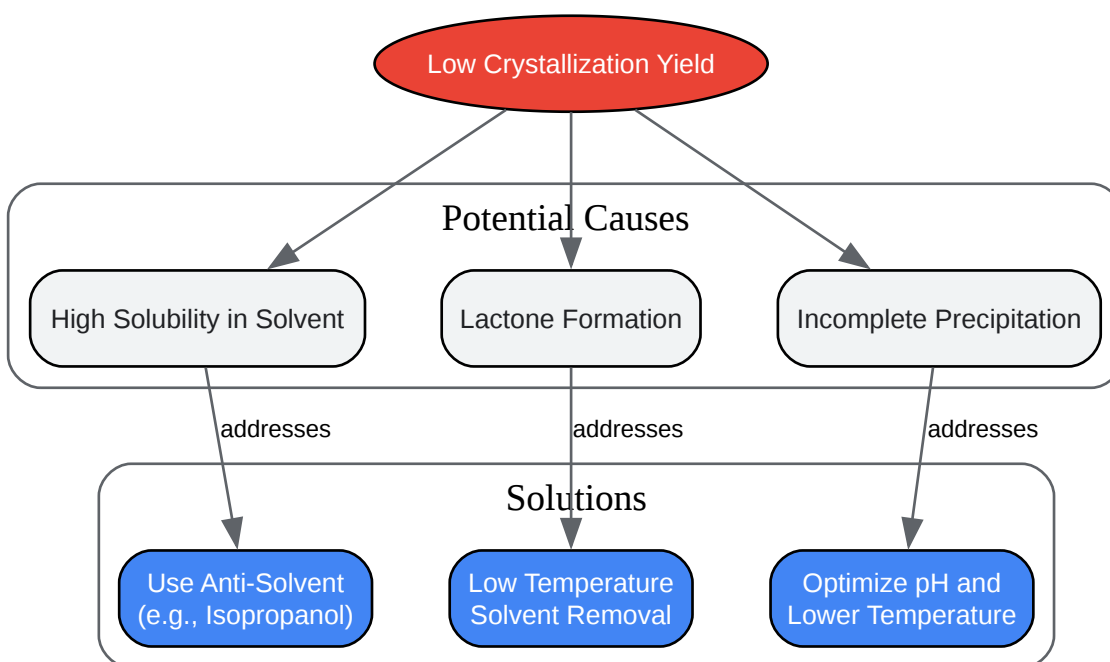 Low Crystallization Yield
Potential Causes
High Solubility in Solvent
Lactone Formation
Incomplete Precipitation
addresses
addresses
addresses
Solutions
Use Anti-Solvent
(e.g., Isopropanol)
Low Temperature
Solvent Removal
Optimize pH and
Lower Temperature